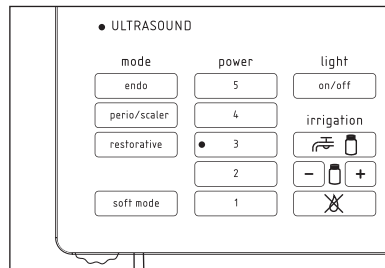 ULTRASOUND
mode
power
light
endo
5
on/off
perio/scaler
4
irrigation
restorative
3
2
- +
soft mode
1